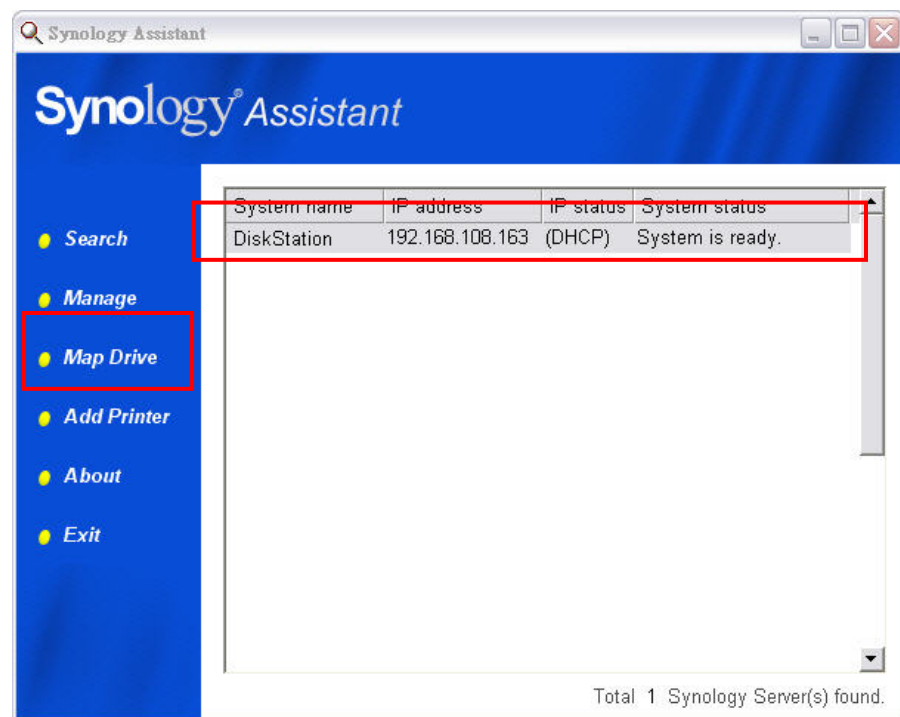 Synology Assistant
Synology® Assistant
System name IP address IP status System status
DiskStation 192.168.108.163 (DHCP) System is ready.
Search
Manage
Map Drive
Add Printer
About
Exit
Total 1 Synology Server(s) found.